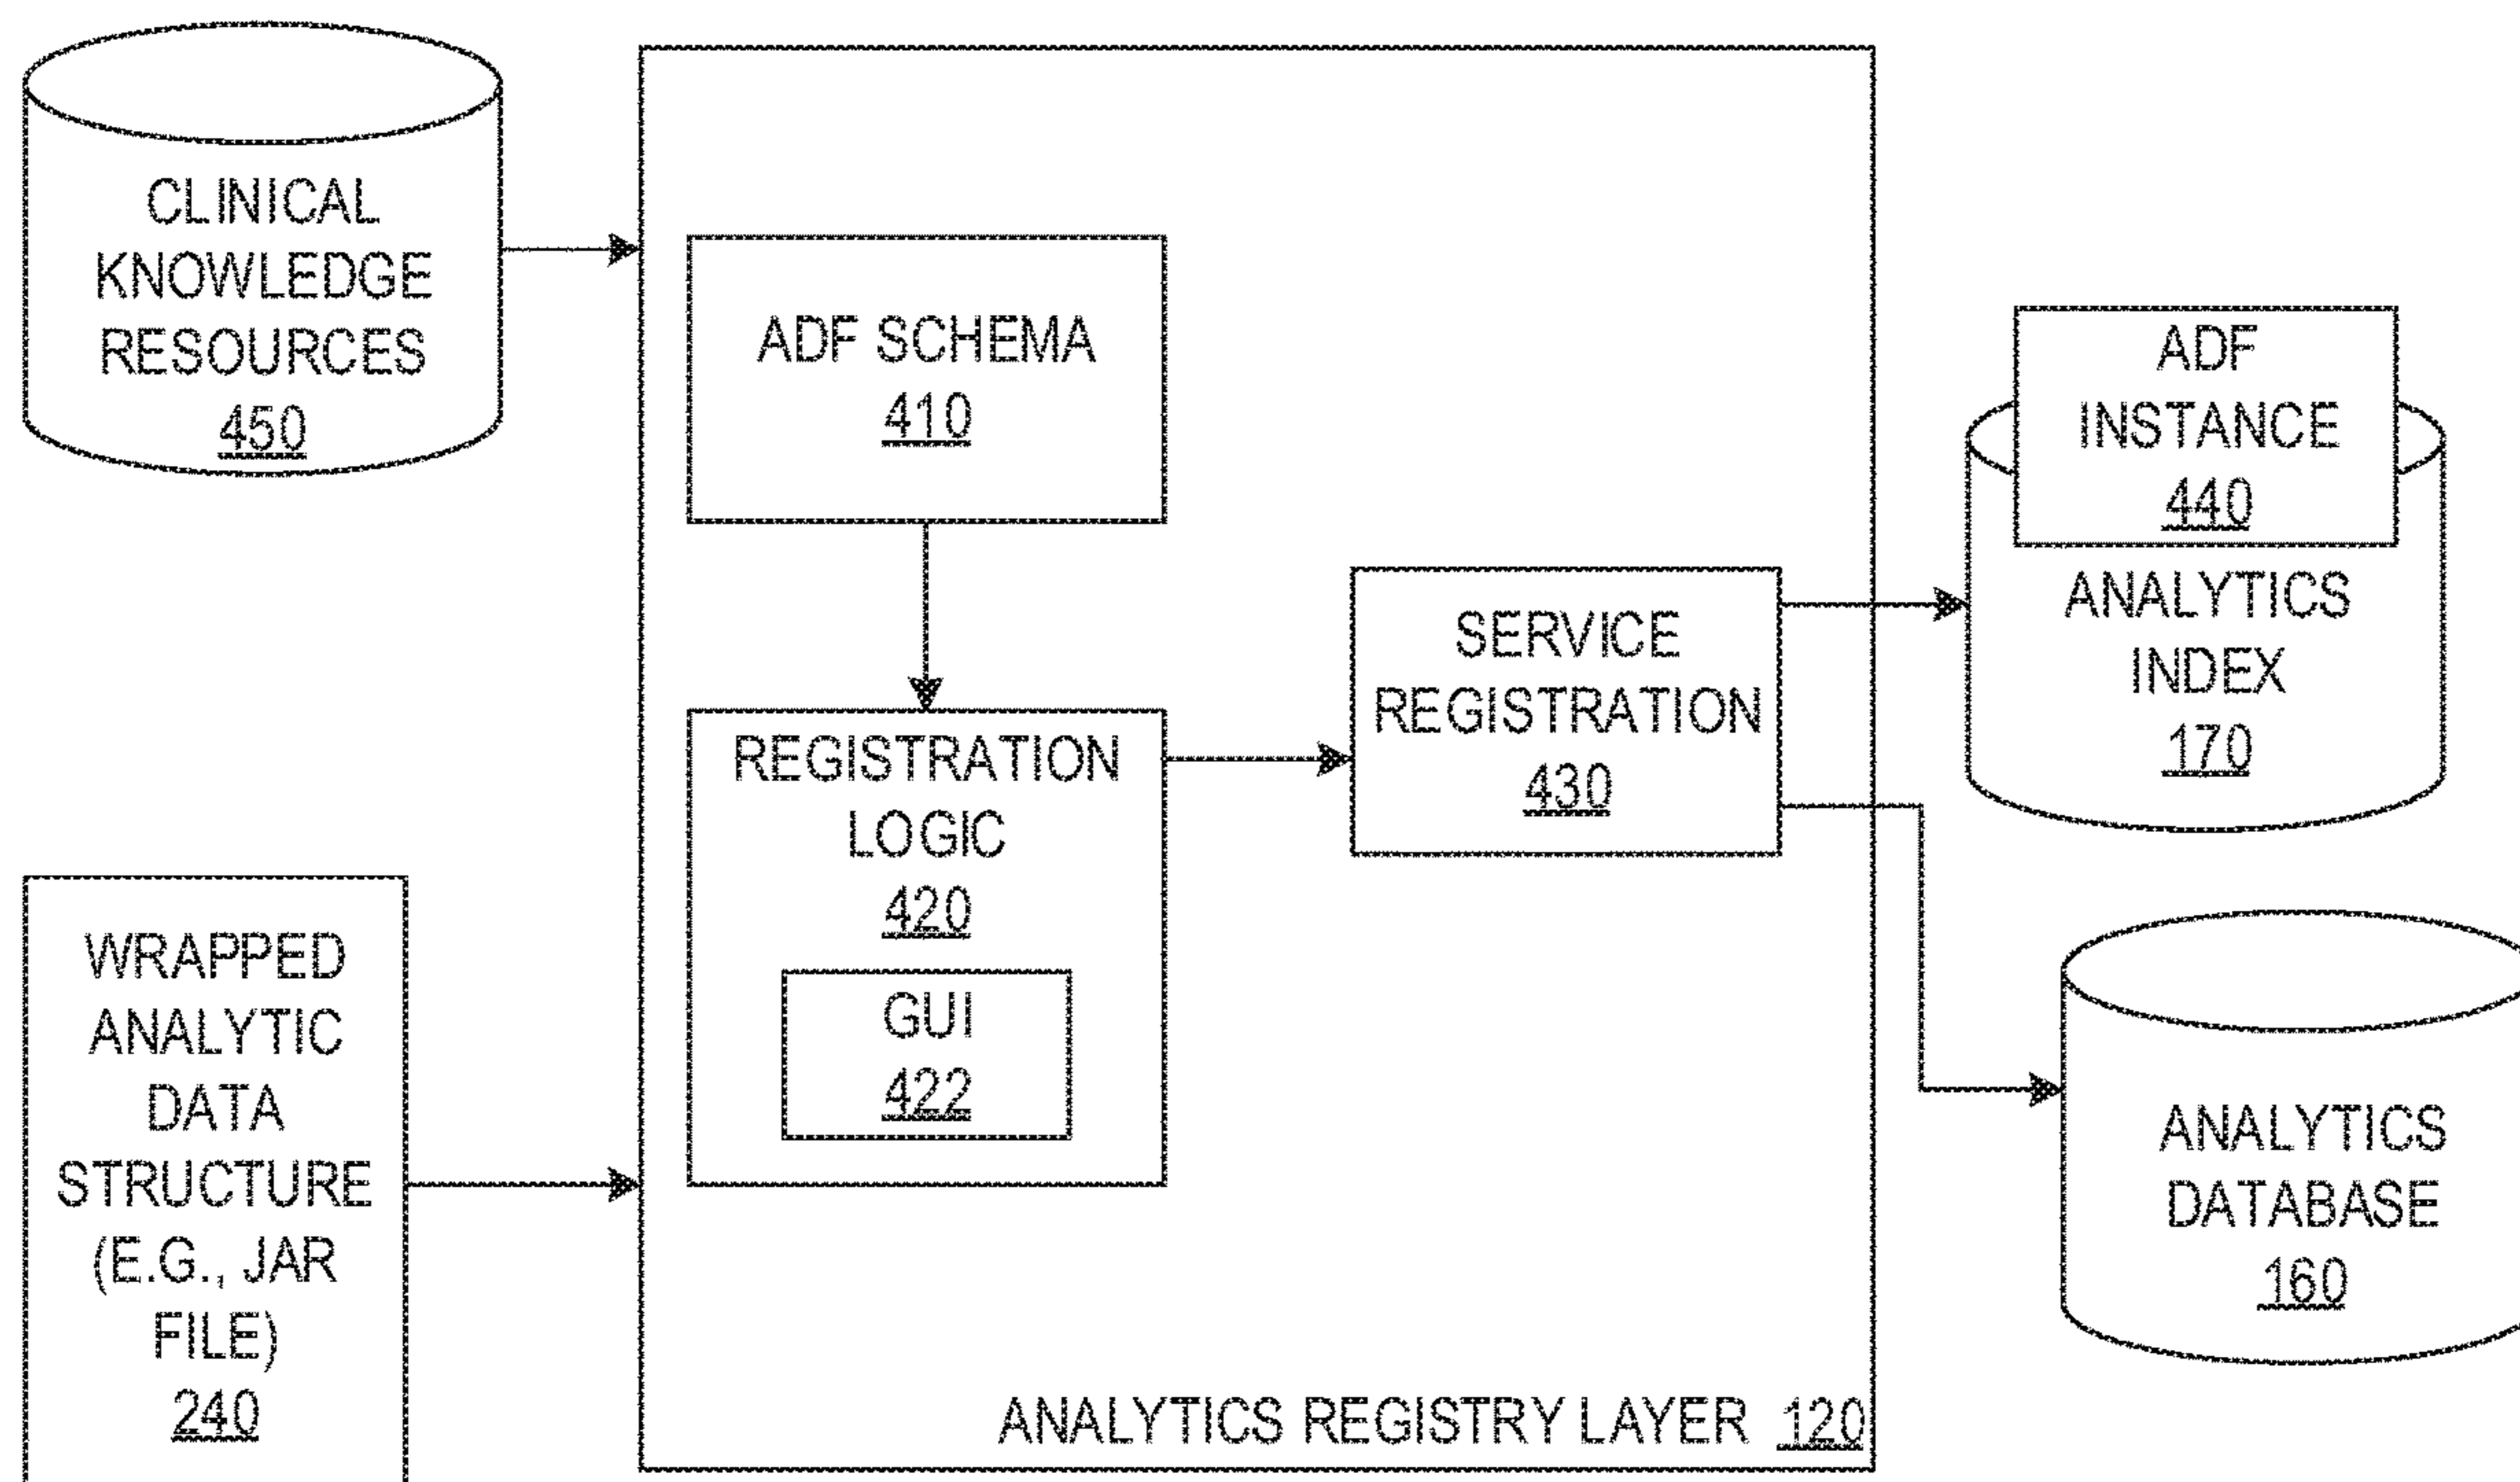 CLINICAL
KNOWLEDGE
RESOURCES
450
ADF SCHEMA
410
ADF
INSTANCE
440
ANALYTICS
INDEX
170
SERVICE
REGISTRATION
430
REGISTRATION
LOGIC
420
GUI
422
WRAPPED
ANALYTIC
DATA
STRUCTURE
(E.G., JAR
FILE)
240
ANALYTICS
DATABASE
160
ANALYTICS REGISTRY LAYER 120